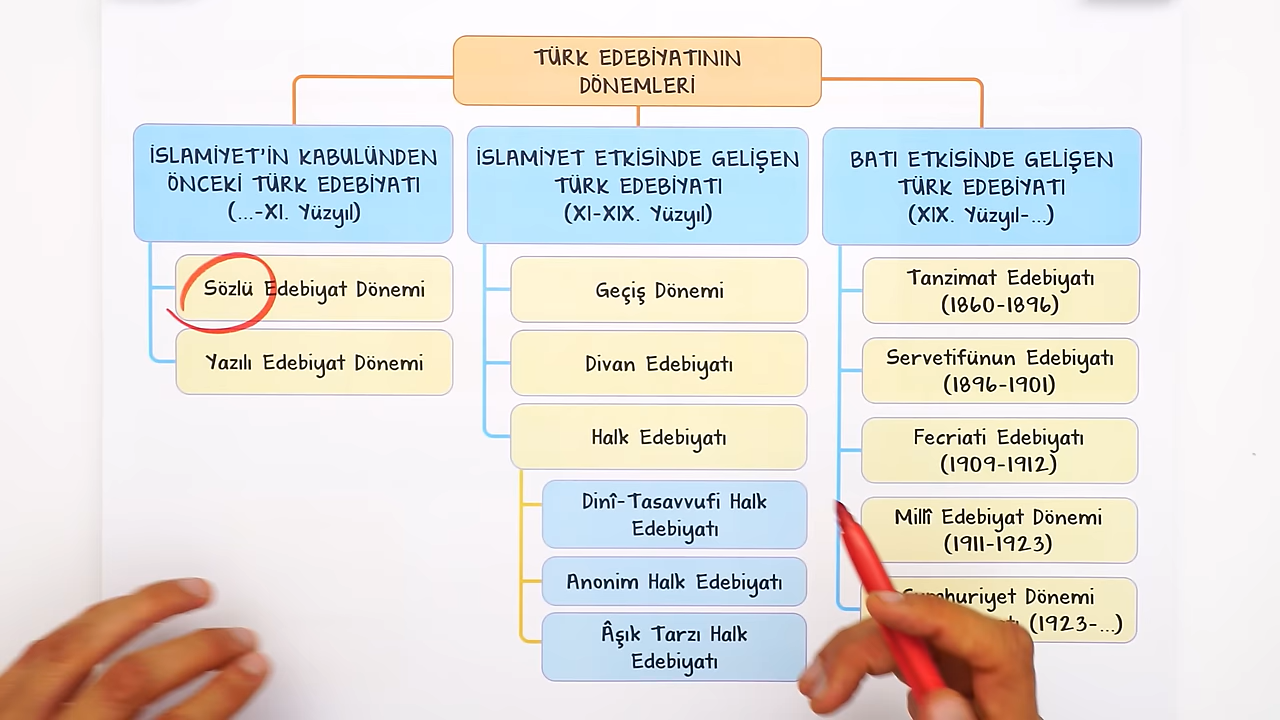 TÜRK EDEBİYATININ
DÖNEMLERİ
İSLAMİYET'İN KABULÜNDEN
ÖNCEKİ TÜRK EDEBİYATI
(...-XI. Yüzyıl)
Sözlü Edebiyat Dönemi
Yazılı Edebiyat Dönemi
İSLAMİYET ETKİSİNDE GELİŞEN
TÜRK EDEBİYATI
(XI-XIX. Yüzyıl)
Geçiş Dönemi
Divan Edebiyatı
Halk Edebiyatı
Dinî-Tasavvufi Halk
Edebiyatı
Anonim Halk Edebiyatı
Âşık Tarzı Halk
Edebiyatı
BATI ETKİSİNDE GELİŞEN
TÜRK EDEBİYATI
(XIX. Yüzyıl-...)
Tanzimat Edebiyatı
(1860-1896)
Servetifünun Edebiyatı
(1896-1901)
Fecriati Edebiyatı
(1909-1912)
Millî Edebiyat Dönemi
(1911-1923)
Cumhuriyet Dönemi
(1923-...)